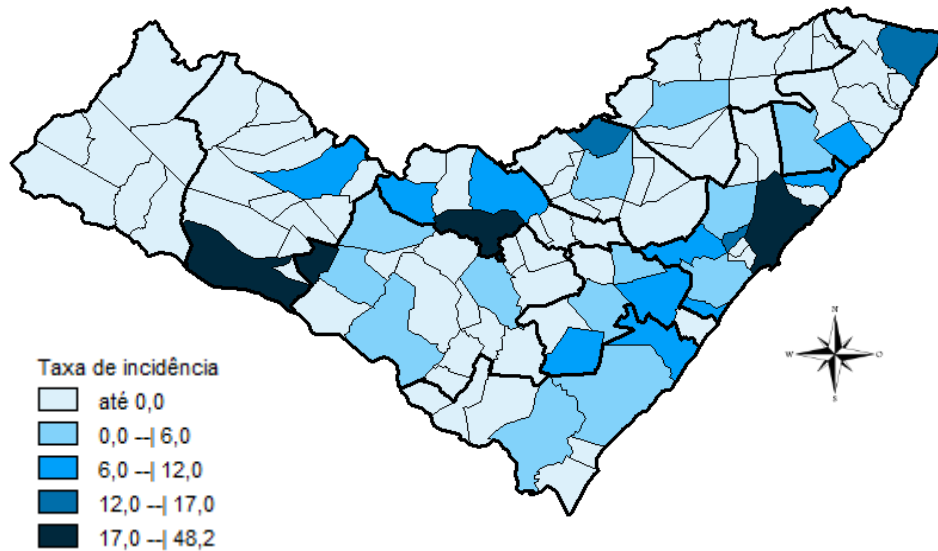 Taxa de incidência
até 0,0
0,0 --| 6,0
6,0 --| 12,0
12,0 --| 17,0
17,0 --| 48,2
N
W
O
S